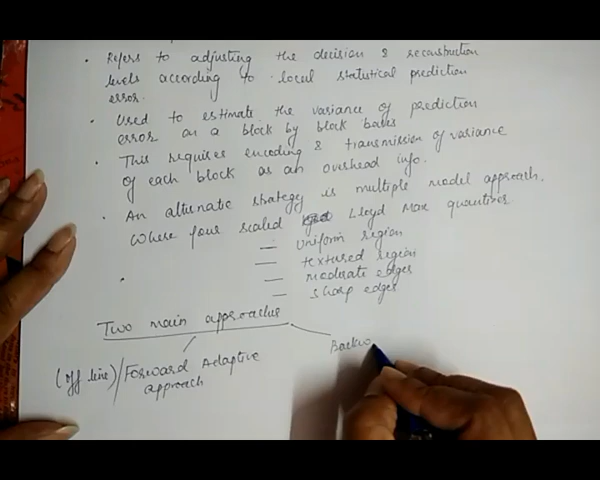 . Refers to adjusting the decision & reconstruction
levels according to local statistical prediction
error.
. Used to estimate the variance of prediction
error on a block by block basis
. This requires encoding & transmission of variance
of each block as an overhead info.
. An alternate strategy is multiple model approach.
Where four scaled Lloyd Max quantizer
— Uniform region
— textured region
— moderate edges
— Sharp edges
Two main approaches
(off line) / Forward Adaptive
approach
Backwa